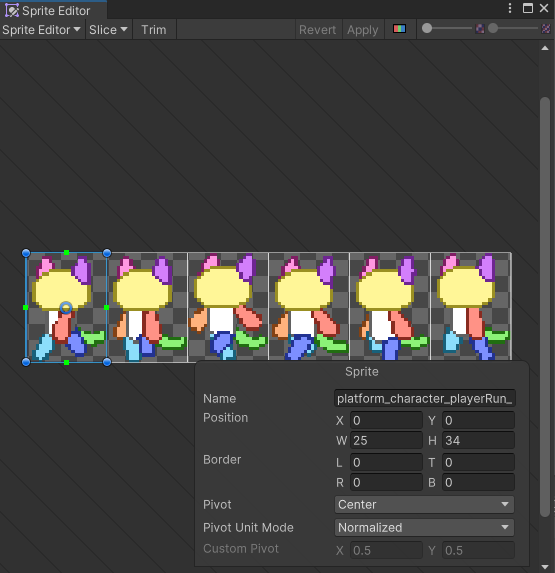 Sprite Editor
Sprite Editor Slice Trim Revert Apply
Sprite
Name platform_character_playerRun_
Position X 0 Y 0
W 25 H 34
Border L 0 T 0
R 0 B 0
Pivot Center
Pivot Unit Mode Normalized
Custom Pivot X 0.5 Y 0.5